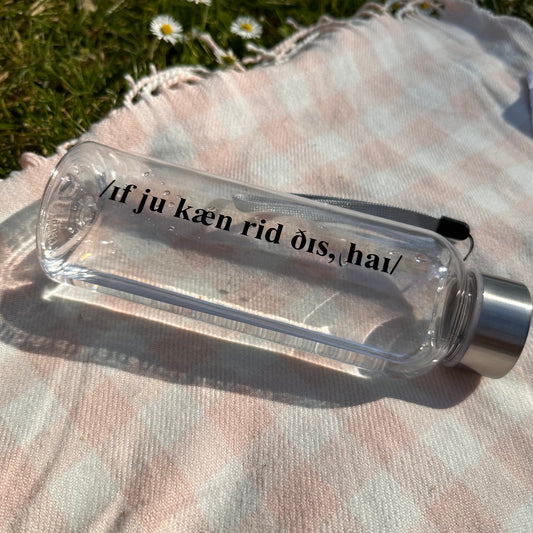 /ɪf ju kæn rid ðɪs, haɪ/